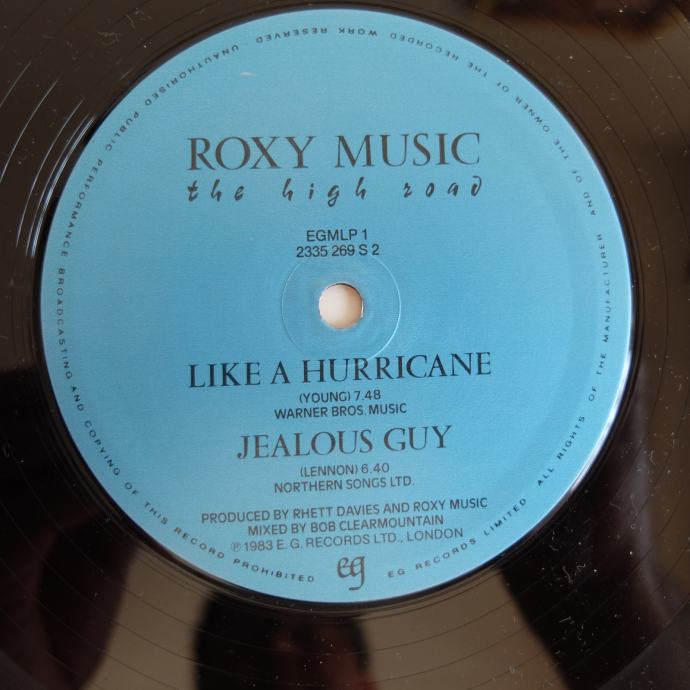 ROXY MUSIC
the high road
EGMLP 1
2335 269 S 2
LIKE A HURRICANE
(YOUNG) 7.48
WARNER BROS. MUSIC
JEALOUS GUY
(LENNON) 6.40
NORTHERN SONGS LTD.
PRODUCED BY RHETT DAVIES AND ROXY MUSIC
MIXED BY BOB CLEARMOUNTAIN
℗ 1983 E. G. RECORDS LTD., LONDON
eg
EG RECORDS LIMITED · ALL RIGHTS OF THE MANUFACTURER AND OF THE OWNER OF THE RECORDED WORK RESERVED · UNAUTHORISED PUBLIC PERFORMANCE BROADCASTING AND COPYING OF THIS RECORD PROHIBITED